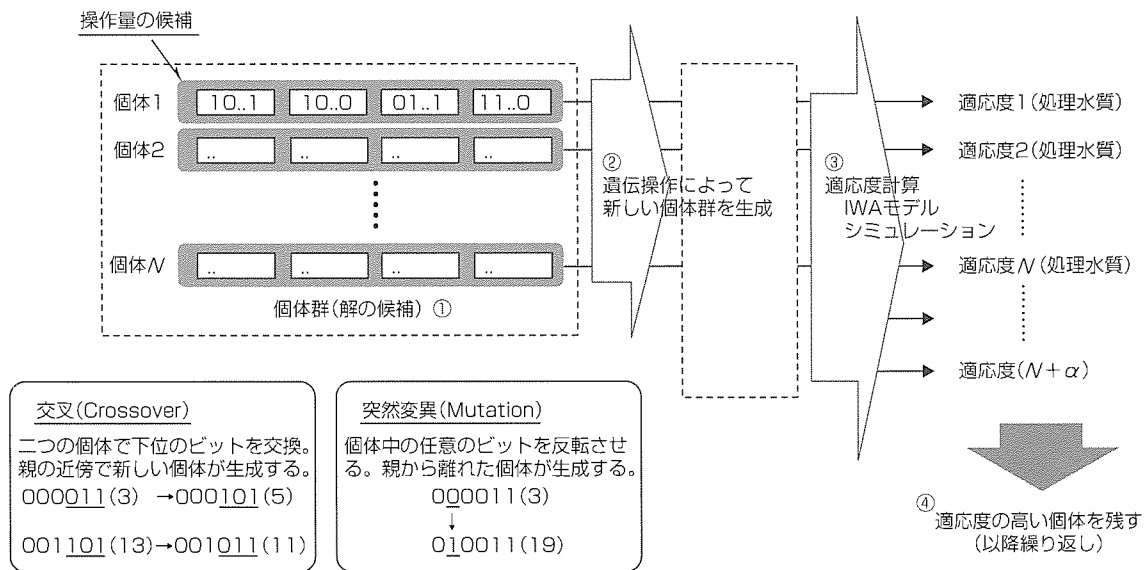 操作量の候補
個体1
10..1
10..0
01..1
11..0
個体2
..
..
..
..
個体N
..
..
..
..
個体群(解の候補) ①
②
遺伝操作によって
新しい個体群を生成
③
適応度計算
IWAモデル
シミュレーション
適応度1(処理水質)
適応度2(処理水質)
適応度N(処理水質)
適応度(N+α)
④
適応度の高い個体を残す
(以降繰り返し)
交叉(Crossover)
二つの個体で下位のビットを交換。
親の近傍で新しい個体が生成する。
000011(3) →000101(5)
001101(13)→001011(11)
突然変異(Mutation)
個体中の任意のビットを反転させ
る。親から離れた個体が生成する。
000011(3)
↓
010011(19)